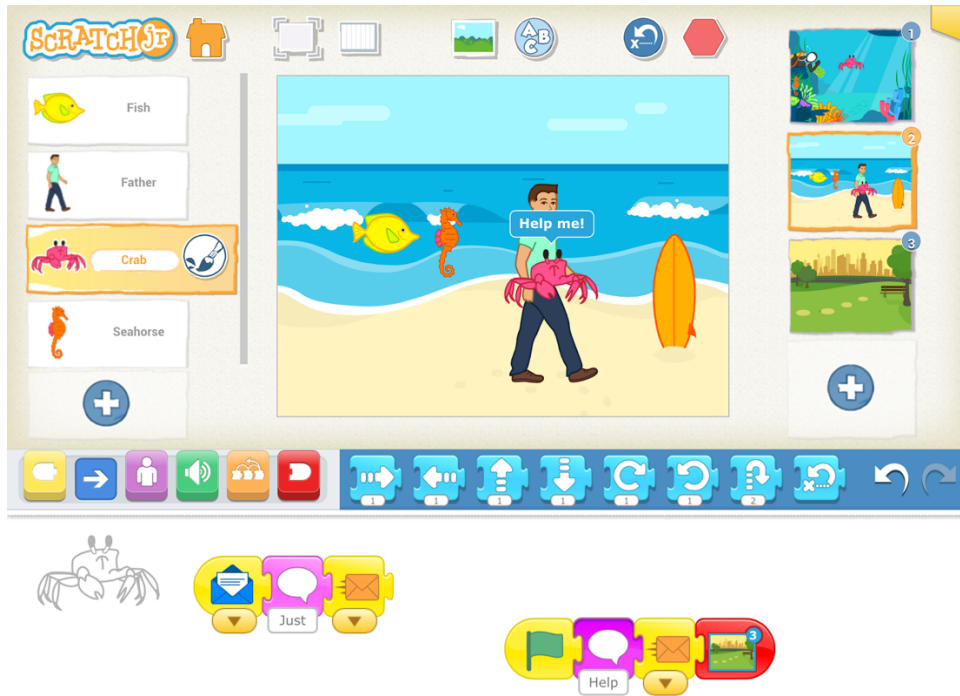 SCRATCH Jr
A B C
x
1
Fish
Father
Crab
Seahorse
Help me!
2
3
1 1 1 1 1 1 2 x
Just
3
Help